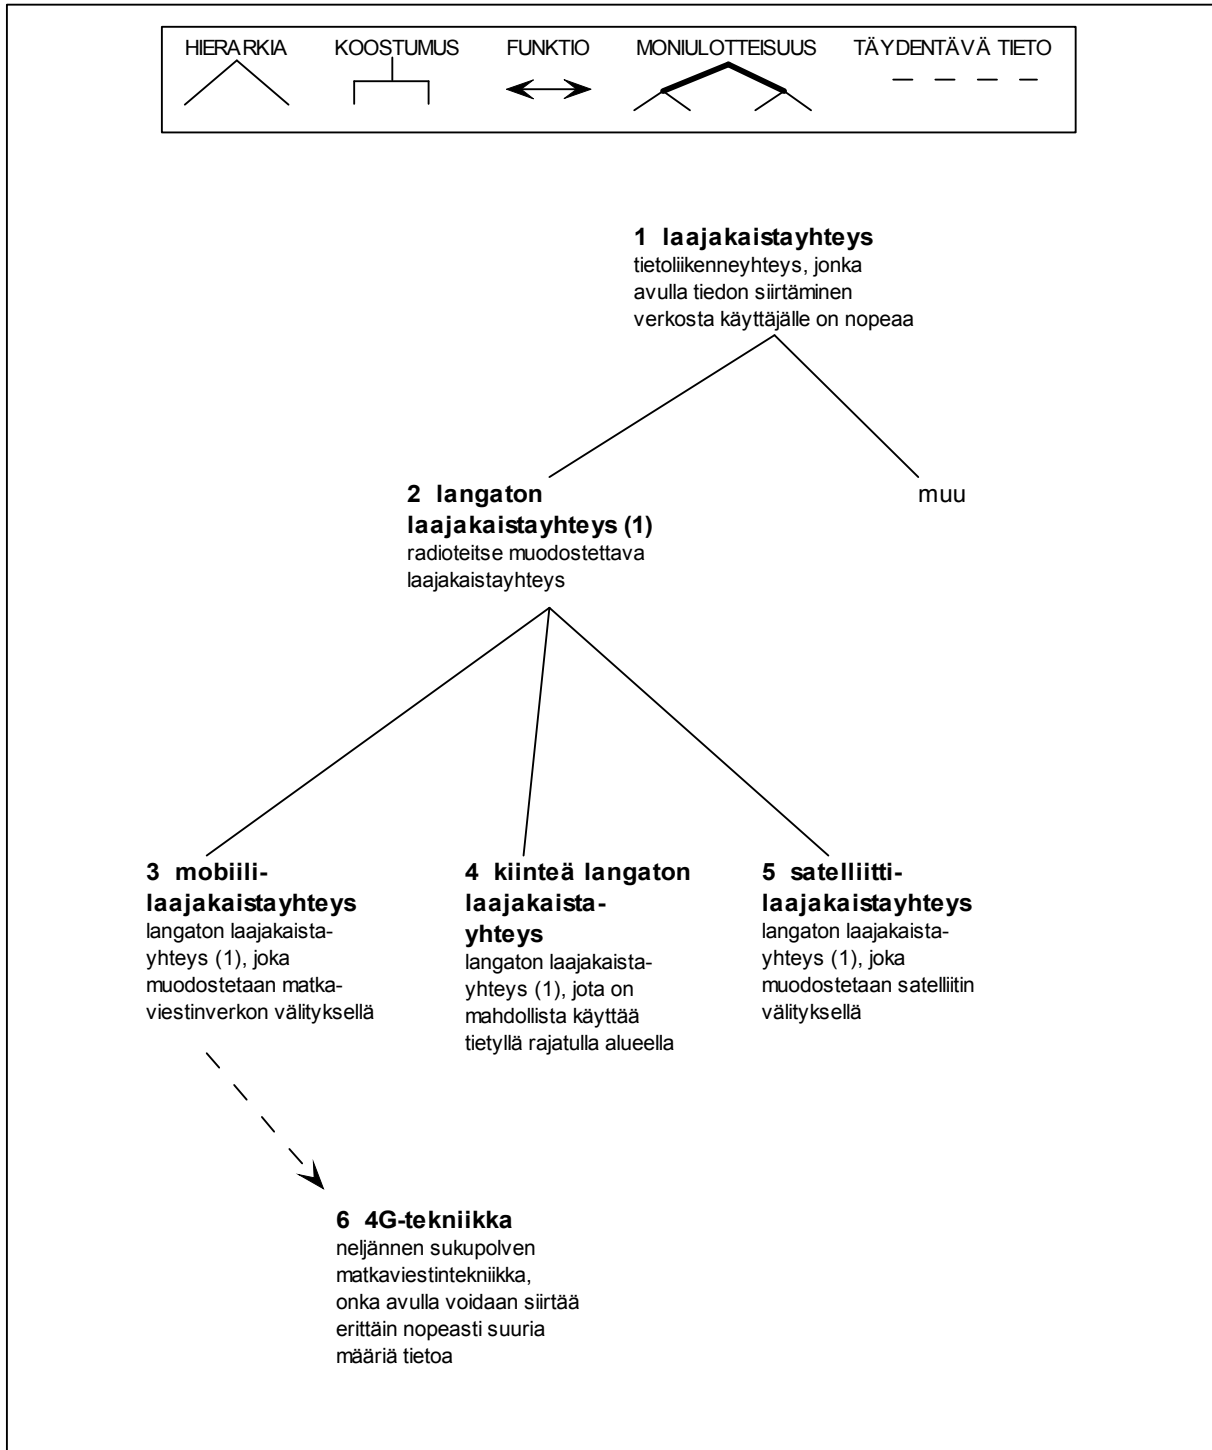 HIERARKIA KOOSTUMUS FUNKTIO MONIULOTTEISUUS TÄYDENTÄVÄ TIETO
1 laajakaistayhteys
tietoliikenneyhteys, jonka
avulla tiedon siirtäminen
verkosta käyttäjälle on nopeaa
2 langaton
laajakaistayhteys (1)
radioteitse muodostettava
laajakaistayhteys
muu
3 mobiili-
laajakaistayhteys
langaton laajakaista-
yhteys (1), joka
muodostetaan matka-
viestinverkon välityksellä
4 kiinteä langaton
laajakaista-
yhteys
langaton laajakaista-
yhteys (1), jota on
mahdollista käyttää
tietyllä rajatulla alueella
5 satelliitti-
laajakaistayhteys
langaton laajakaista-
yhteys (1), joka
muodostetaan satelliitin
välityksellä
6 4G-tekniikka
neljännen sukupolven
matkaviestintekniikka,
onka avulla voidaan siirtää
erittäin nopeasti suuria
määriä tietoa